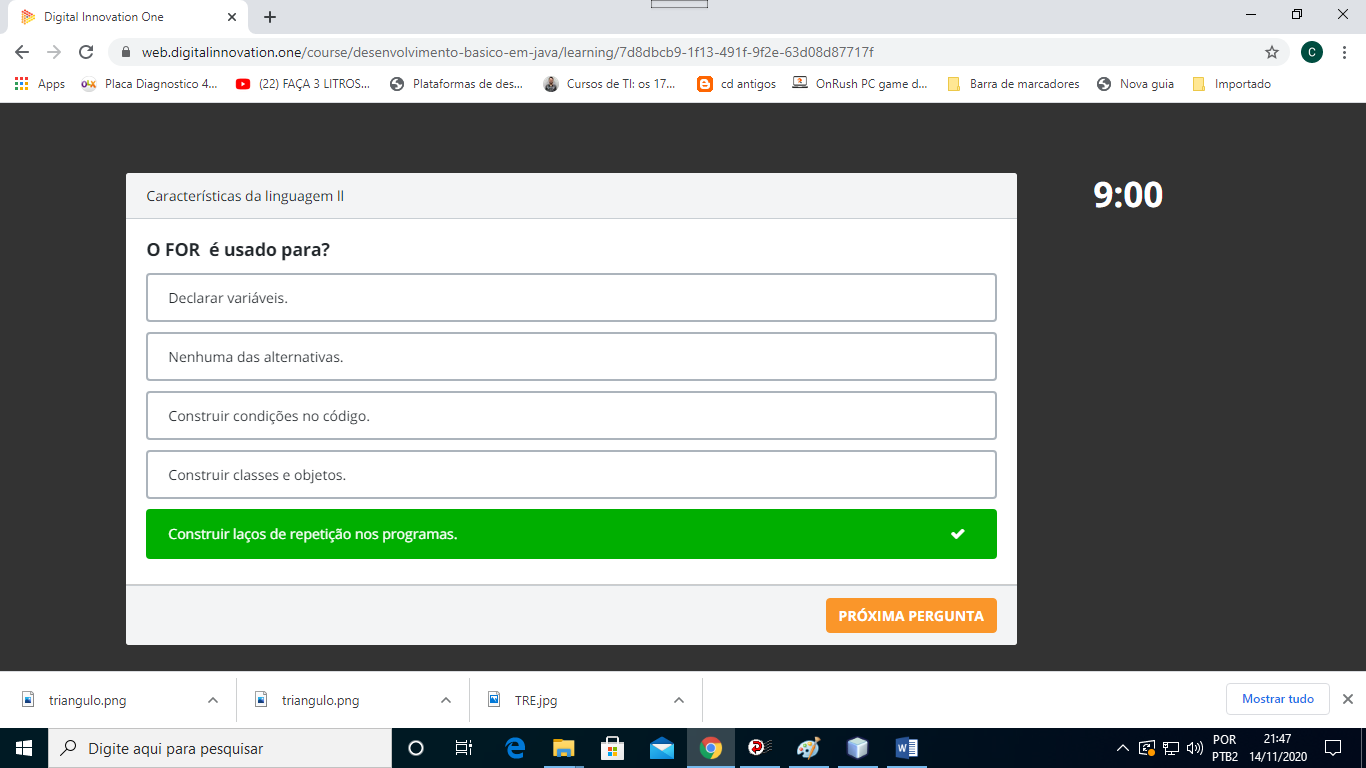 Digital Innovation One
web.digitalinnovation.one/course/desenvolvimento-basico-em-java/learning/7d8dbcb9-1f13-491f-9f2e-63d08d87717f
C
Apps
Placa Diagnostico 4...
(22) FAÇA 3 LITROS...
Plataformas de des...
Cursos de TI: os 17...
cd antigos
OnRush PC game d...
Barra de marcadores
Nova guia
Importado
Características da linguagem ll
9:00
O FOR  é usado para?
Declarar variáveis.
Nenhuma das alternativas.
Construir condições no código.
Construir classes e objetos.
Construir laços de repetição nos programas.
PRÓXIMA PERGUNTA
triangulo.png
triangulo.png
TRE.jpg
Mostrar tudo
Digite aqui para pesquisar
POR
PTB2
21:47
14/11/2020